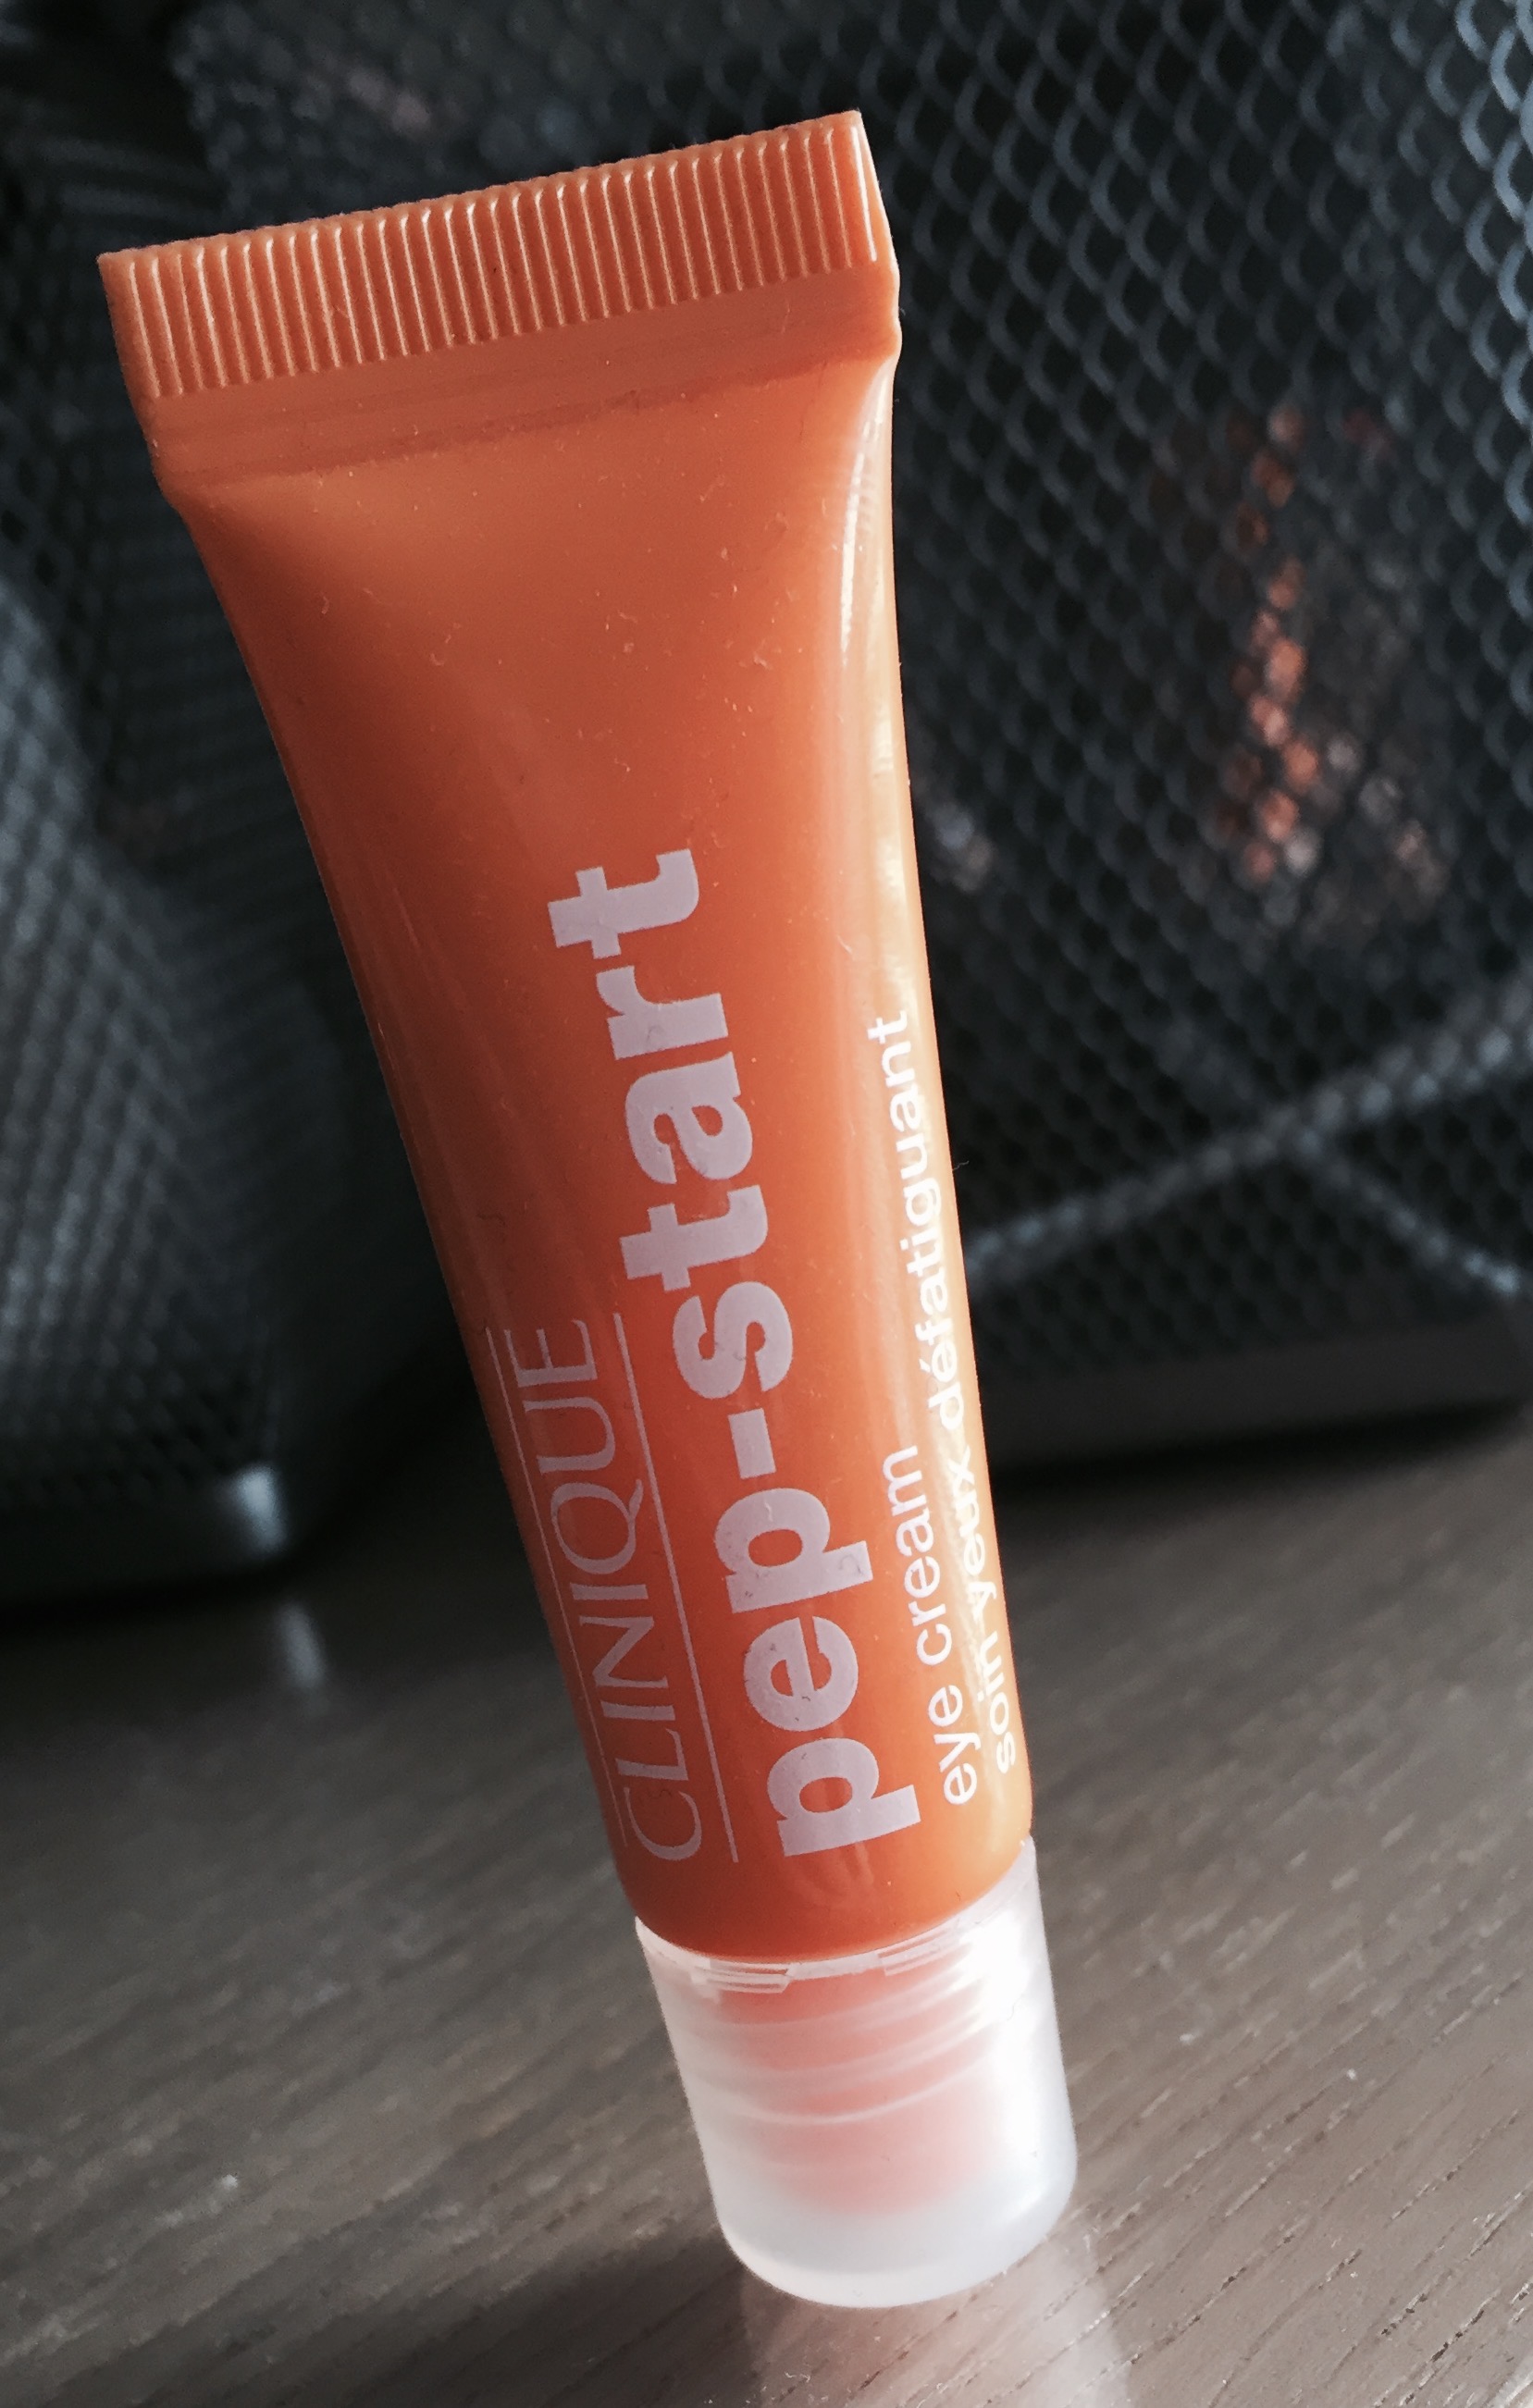 CLINIQUE
pep-start
eye cream
soin yeux défatiguant